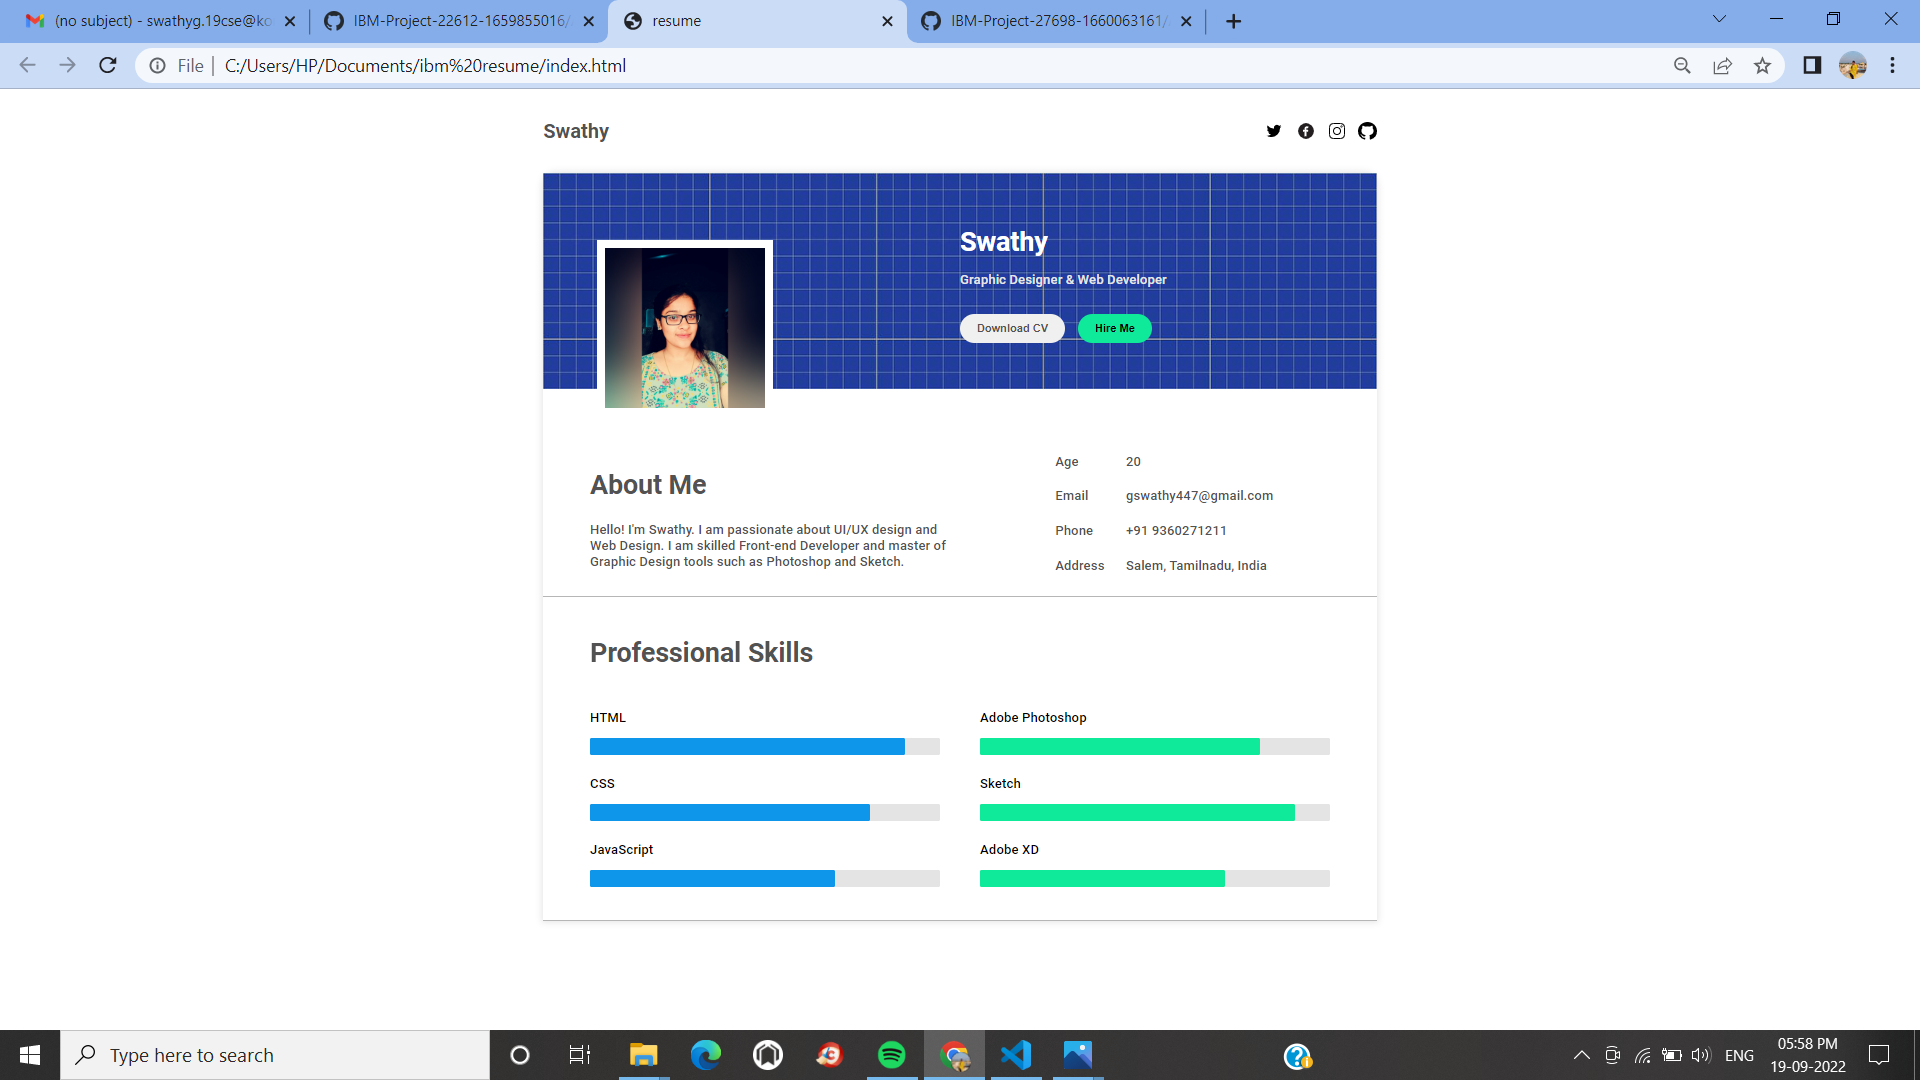 (no subject) - swathyg.19cse@ko
IBM-Project-22612-1659855016/
resume
IBM-Project-27698-1660063161/
File
C:/Users/HP/Documents/ibm%20resume/index.html
Swathy
Swathy
Graphic Designer & Web Developer
Download CV
Hire Me
About Me
Hello! I'm Swathy. I am passionate about UI/UX design and
Web Design. I am skilled Front-end Developer and master of
Graphic Design tools such as Photoshop and Sketch.
Age 20
Email gswathy447@gmail.com
Phone +91 9360271211
Address Salem, Tamilnadu, India
Professional Skills
HTML
CSS
JavaScript
Adobe Photoshop
Sketch
Adobe XD
Type here to search
ENG
05:58 PM
19-09-2022